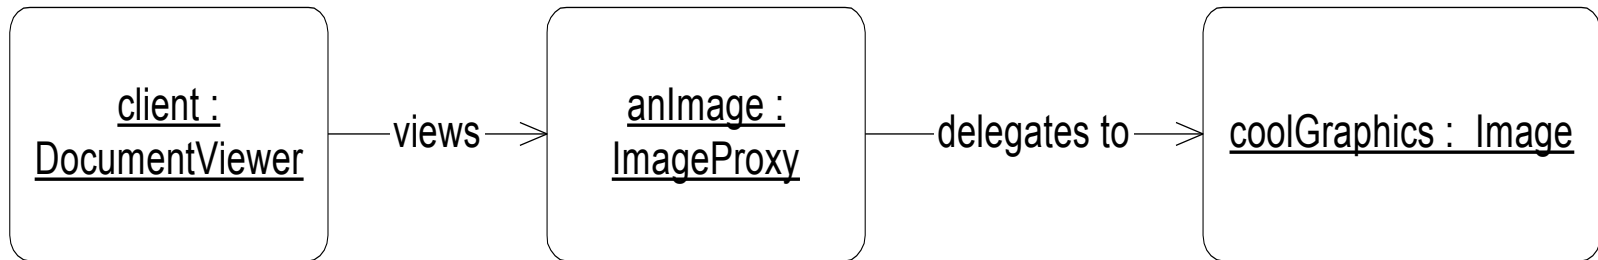 client :
DocumentViewer
views
anImage :
ImageProxy
delegates to
coolGraphics :  Image